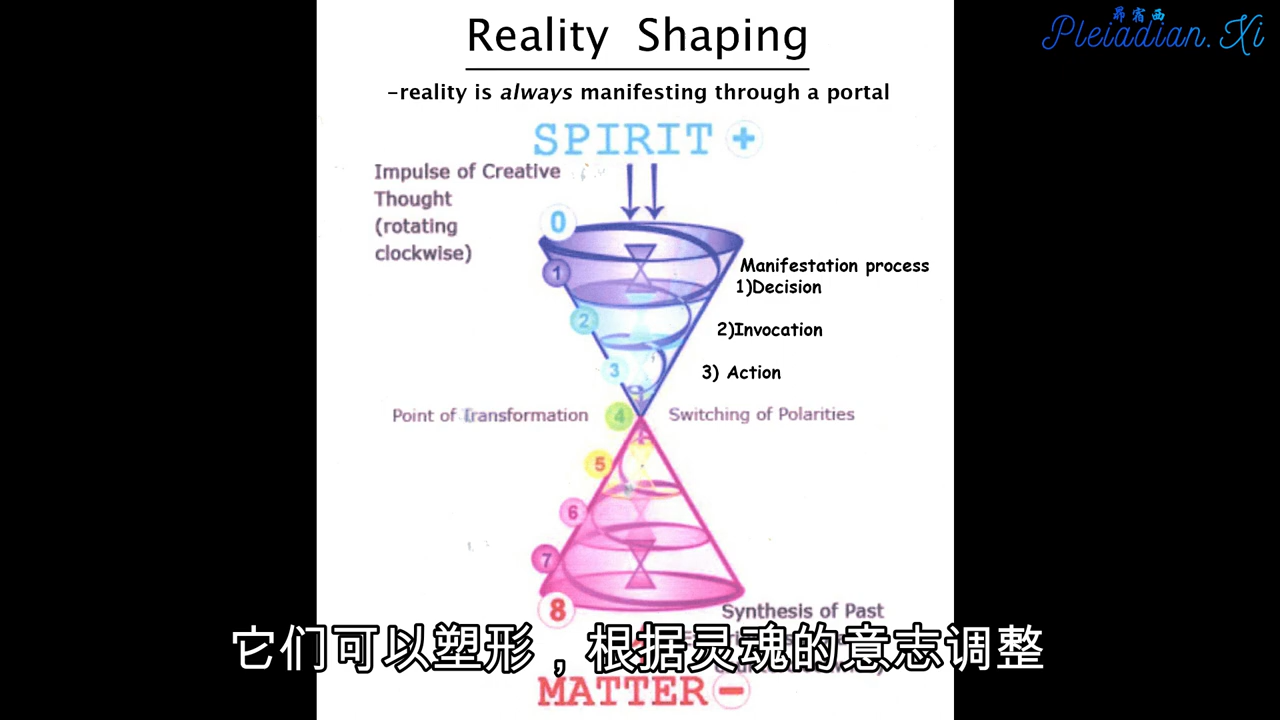 Reality Shaping
昴宿西
Pleiadian.Xi
-reality is always manifesting through a portal
SPIRIT +
Impulse of Creative
Thought
(rotating
clockwise)
0
1
Manifestation process
1)Decision
2
2)Invocation
3
3) Action
Point of Transformation
4
Switching of Polarities
5
6
7
8
Synthesis of Past
它们可以塑形，根据灵魂的意志调整
MATTER -